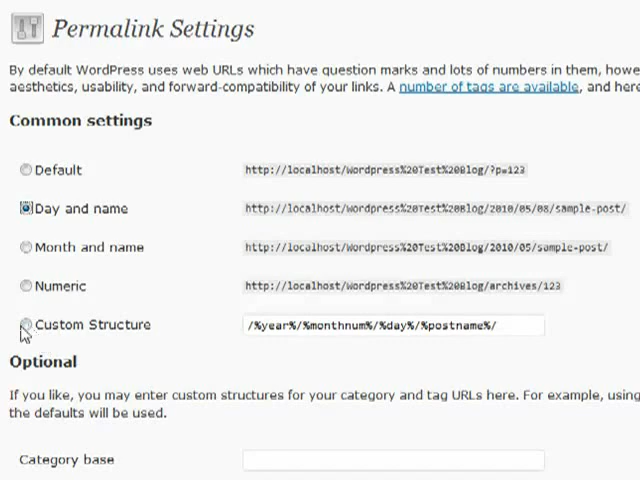 Permalink Settings
By default WordPress uses web URLs which have question marks and lots of numbers in them, howe
aesthetics, usability, and forward-compatibility of your links. A number of tags are available, and here
Common settings
Default http://localhost/Wordpress%20Test%20Blog/?p=123
Day and name http://localhost/Wordpress%20Test%20Blog/2010/05/08/sample-post/
Month and name http://localhost/Wordpress%20Test%20Blog/2010/05/sample-post/
Numeric http://localhost/Wordpress%20Test%20Blog/archives/123
Custom Structure /%year%/%monthnum%/%day%/%postname%/
Optional
If you like, you may enter custom structures for your category and tag URLs here. For example, using
the defaults will be used.
Category base